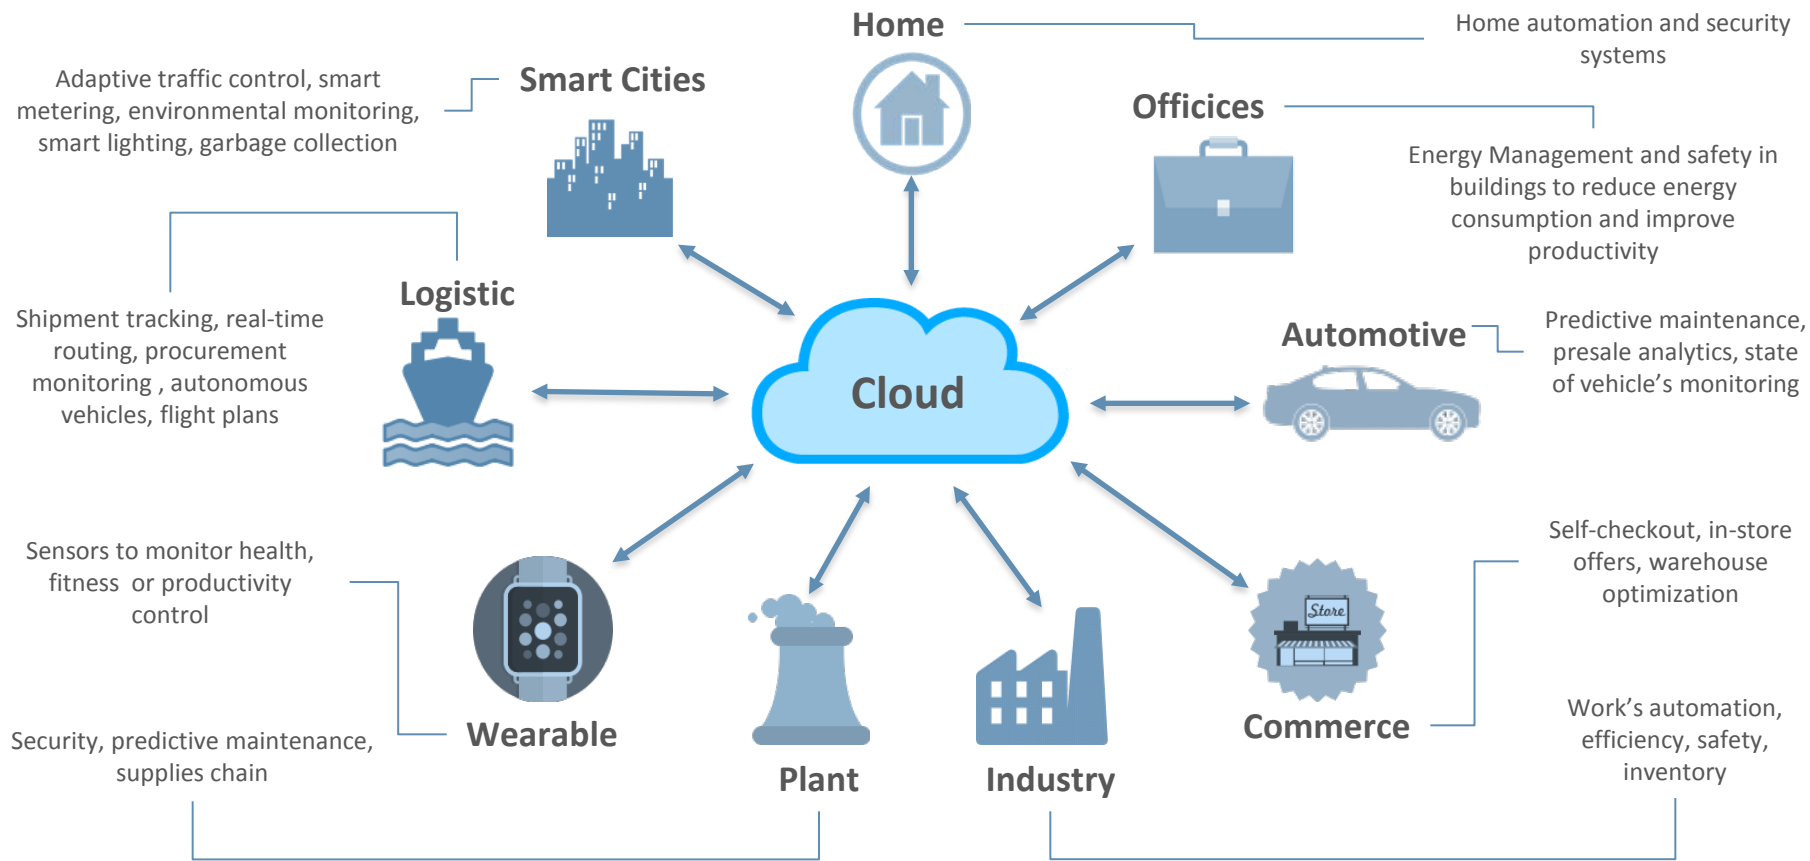 Home
Home automation and security
systems
Smart Cities
Adaptive traffic control, smart
metering, environmental monitoring,
smart lighting, garbage collection
Officices
Energy Management and safety in
buildings to reduce energy
consumption and improve
productivity
Logistic
Shipment tracking, real-time
routing, procurement
monitoring , autonomous
vehicles, flight plans
Automotive
Predictive maintenance,
presale analytics, state
of vehicle's monitoring
Cloud
Sensors to monitor health,
fitness  or productivity
control
Wearable
Self-checkout, in-store
offers, warehouse
optimization
Store
Commerce
Security, predictive maintenance,
supplies chain
Plant
Industry
Work's automation,
efficiency, safety,
inventory